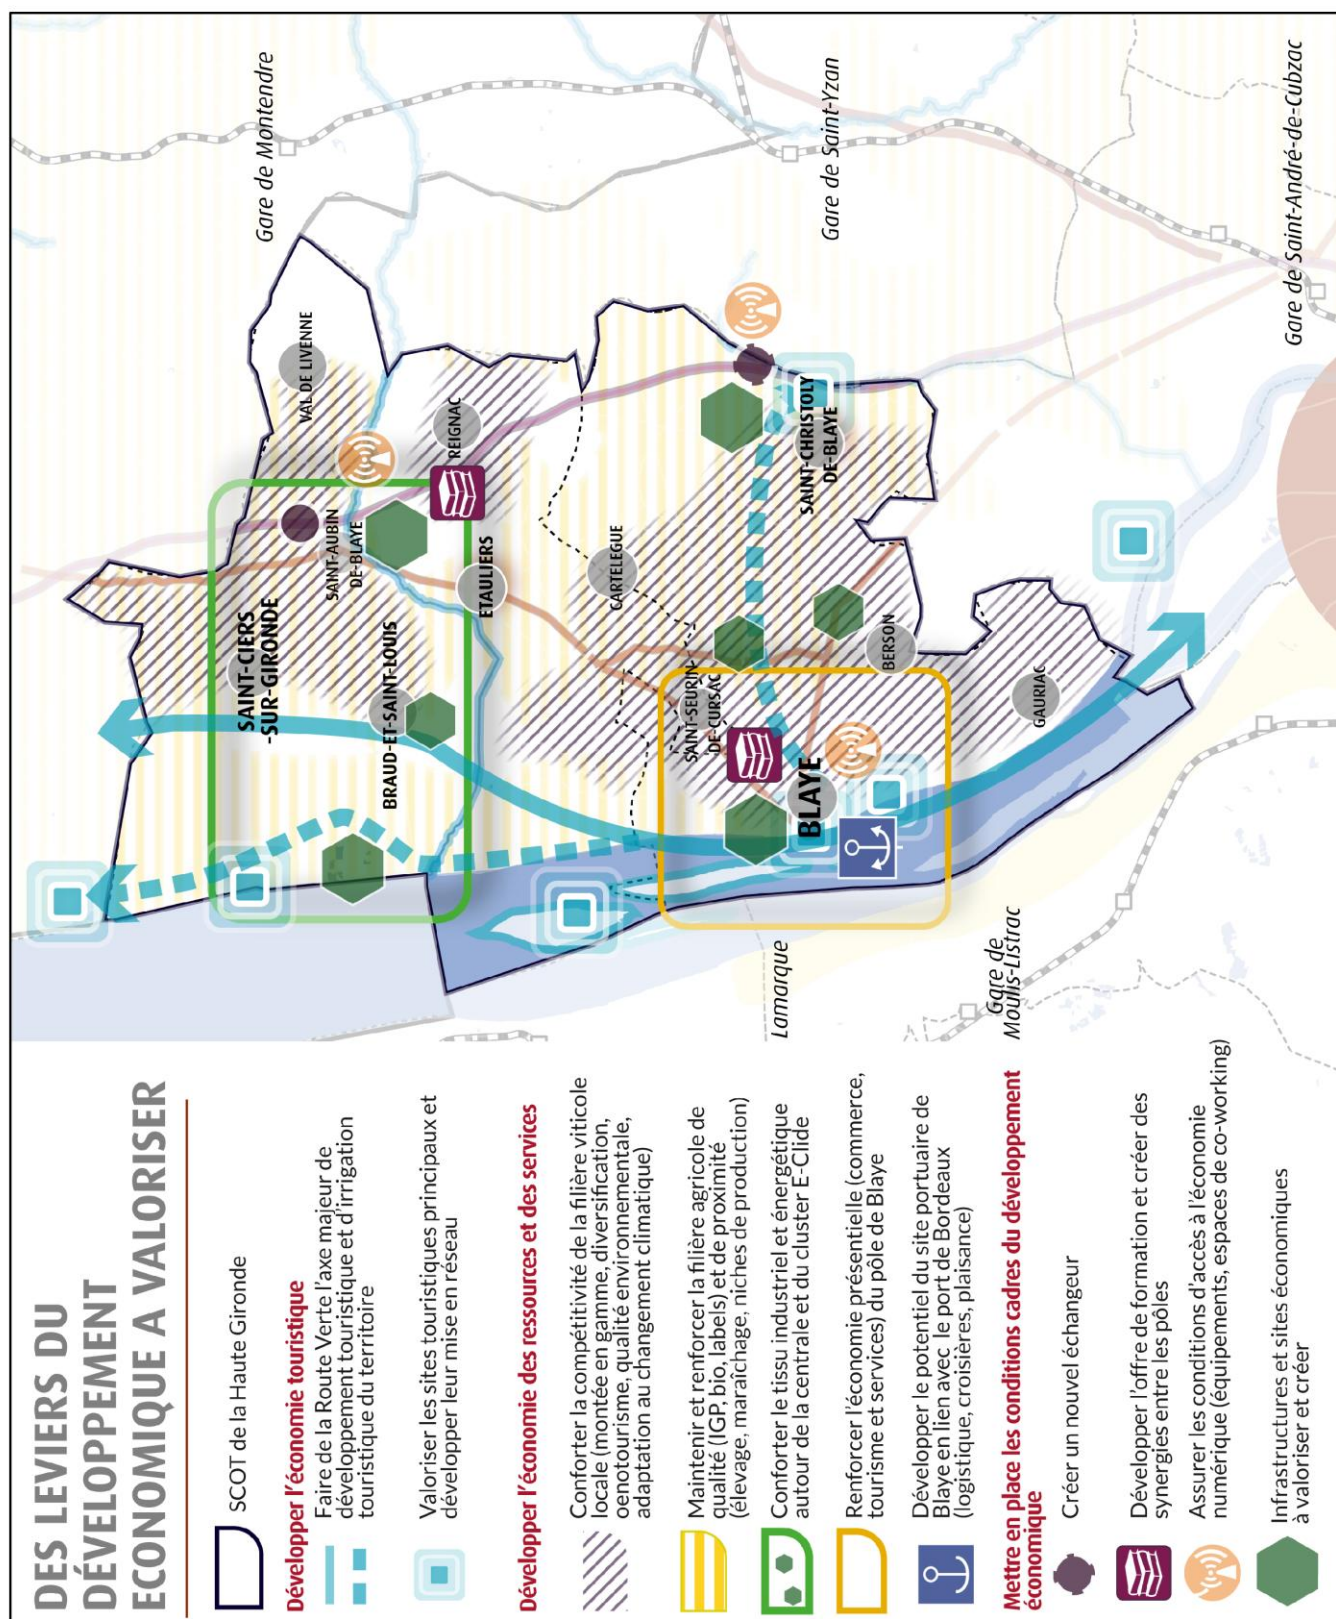 DES LEVIERS DU
DÉVELOPPEMENT
ECONOMIQUE A VALORISER
SCOT de la Haute Gironde
Développer l'économie touristique
Faire de la Route Verte l'axe majeur de
développement touristique et d'irrigation
touristique du territoire
Valoriser les sites touristiques principaux et
développer leur mise en réseau
Développer l'économie des ressources et des services
Conforter la compétitivité de la filière viticole
locale (montée en gamme, diversification,
oenotourisme, qualité environnementale,
adaptation au changement climatique)
Maintenir et renforcer la filière agricole de
qualité (IGP, bio, labels) et de proximité
(élevage, maraîchage, niches de production)
Conforter le tissu industriel et énergétique
autour de la centrale et du cluster E-Clide
Renforcer l'économie présentielle (commerce,
tourisme et services) du pôle de Blaye
Développer le potentiel du site portuaire de
Blaye en lien avec le port de Bordeaux
(logistique, croisières, plaisance)
Mettre en place les conditions cadres du développement
économique
Créer un nouvel échangeur
Développer l'offre de formation et créer des
synergies entre les pôles
Assurer les conditions d'accès à l'économie
numérique (équipements, espaces de co-working)
Infrastructures et sites économiques
à valoriser et créer
Gare de Montendre
VAL DE LIVENNE
REIGNAC
SAINT-AUBIN
DE-BLAYE
SAINT-CIERS
-SUR-GIRONDE
BRAUD-ET-SAINT-LOUIS
ETAULIERS
CARTELEGUE
Gare de Saint-Yzan
SAINT-CHRISTOLY
DE-BLAYE
SAINT-SEURIN
DE-CURSAC
BLAYE
BERSON
GAURIAC
Lamarque
Gare de
Moulis-Listrac
Gare de Saint-André-de-Cubzac